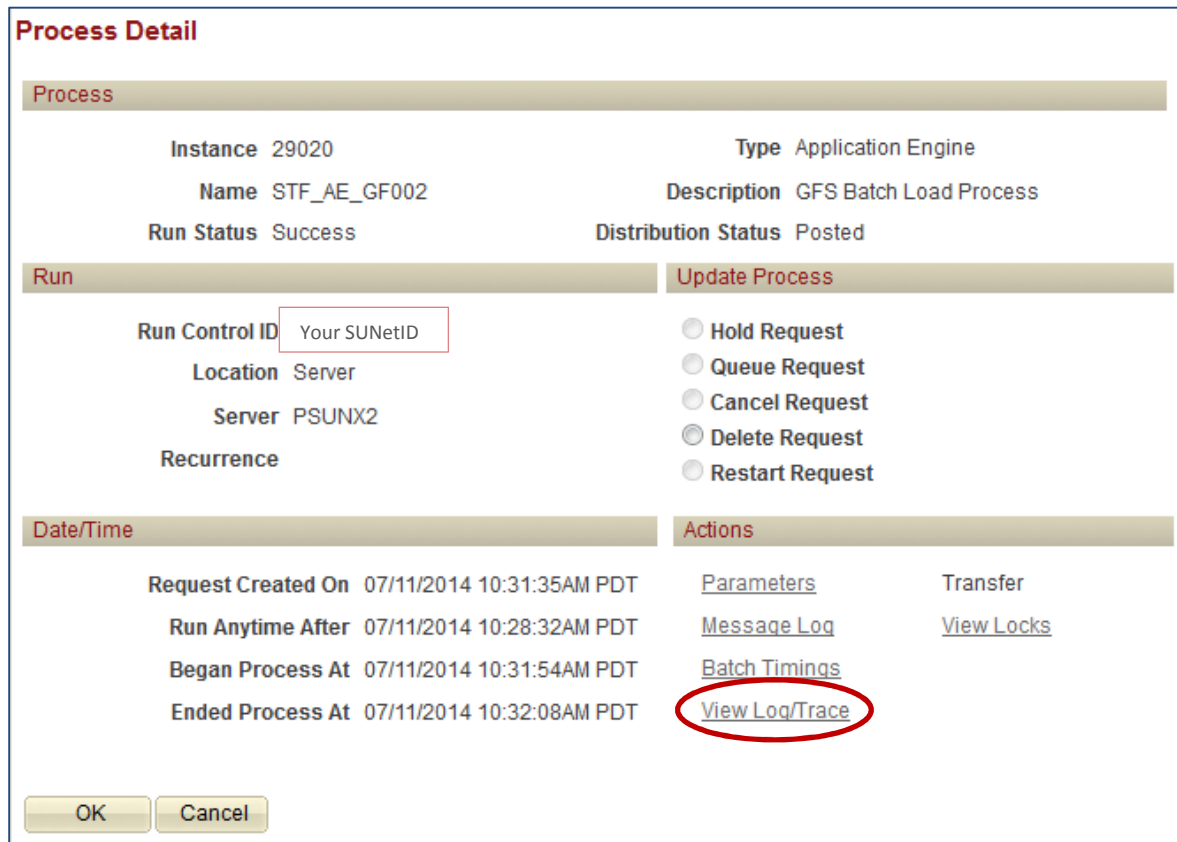 Process Detail
Process
Instance 29020 Type Application Engine
Name STF_AE_GF002 Description GFS Batch Load Process
Run Status Success Distribution Status Posted
Run
Run Control ID Your SUNetID
Location Server
Server PSUNX2
Recurrence
Update Process
Hold Request
Queue Request
Cancel Request
Delete Request
Restart Request
Date/Time
Request Created On 07/11/2014 10:31:35AM PDT
Run Anytime After 07/11/2014 10:28:32AM PDT
Began Process At 07/11/2014 10:31:54AM PDT
Ended Process At 07/11/2014 10:32:08AM PDT
Actions
Parameters Transfer
Message Log View Locks
Batch Timings
View Log/Trace
OK Cancel